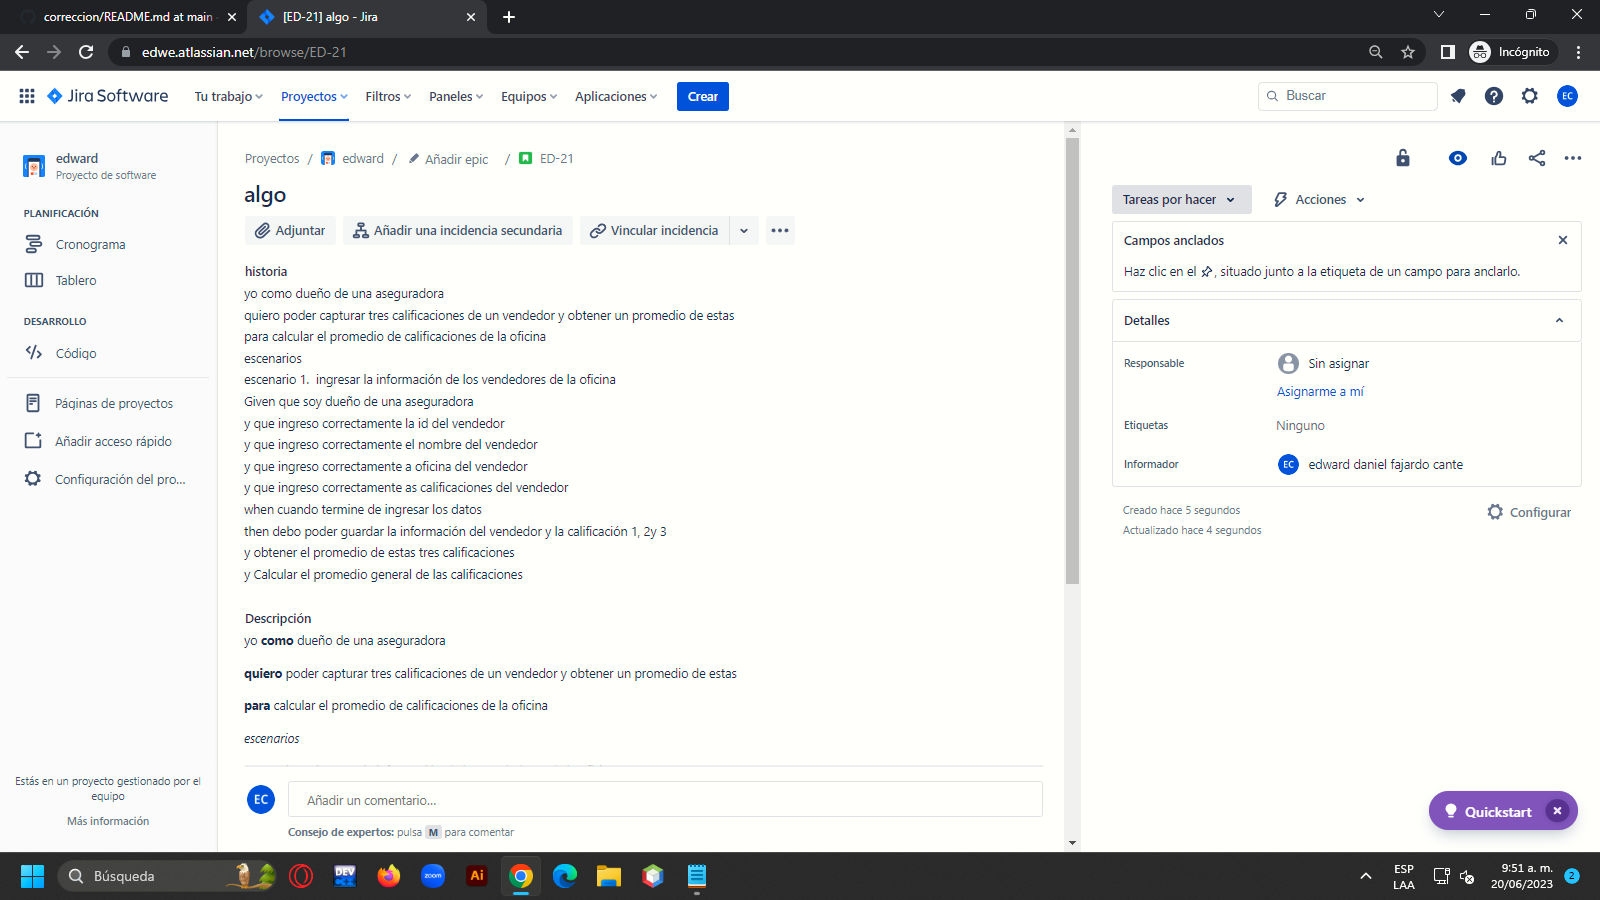 correccion/README.md at main
[ED-21] algo - Jira
edwe.atlassian.net/browse/ED-21
Incógnito
Jira Software
Tu trabajo
Proyectos
Filtros
Paneles
Equipos
Aplicaciones
Crear
Buscar
EC
edward
Proyecto de software
PLANIFICACIÓN
Cronograma
Tablero
DESARROLLO
Código
Páginas de proyectos
Añadir acceso rápido
Configuración del pro...
Estás en un proyecto gestionado por el
equipo
Más información
Proyectos / edward / Añadir epic / ED-21
algo
Adjuntar
Añadir una incidencia secundaria
Vincular incidencia
historia
yo como dueño de una aseguradora
quiero poder capturar tres calificaciones de un vendedor y obtener un promedio de estas
para calcular el promedio de calificaciones de la oficina
escenarios
escenario 1. ingresar la información de los vendedores de la oficina
Given que soy dueño de una aseguradora
y que ingreso correctamente la id del vendedor
y que ingreso correctamente el nombre del vendedor
y que ingreso correctamente a oficina del vendedor
y que ingreso correctamente as calificaciones del vendedor
when cuando termine de ingresar los datos
then debo poder guardar la información del vendedor y la calificación 1, 2y 3
y obtener el promedio de estas tres calificaciones
y Calcular el promedio general de las calificaciones
Descripción
yo como dueño de una aseguradora
quiero poder capturar tres calificaciones de un vendedor y obtener un promedio de estas
para calcular el promedio de calificaciones de la oficina
escenarios
EC
Añadir un comentario...
Consejo de expertos: pulsa M para comentar
Tareas por hacer
Acciones
Campos anclados
Haz clic en el , situado junto a la etiqueta de un campo para anclarlo.
Detalles
Responsable
Sin asignar
Asignarme a mí
Etiquetas
Ninguno
Informador
EC
edward daniel fajardo cante
Creado hace 5 segundos
Actualizado hace 4 segundos
Configurar
Quickstart
Búsqueda
DEV
zoom
Ai
ESP
LAA
9:51 a. m.
20/06/2023
2